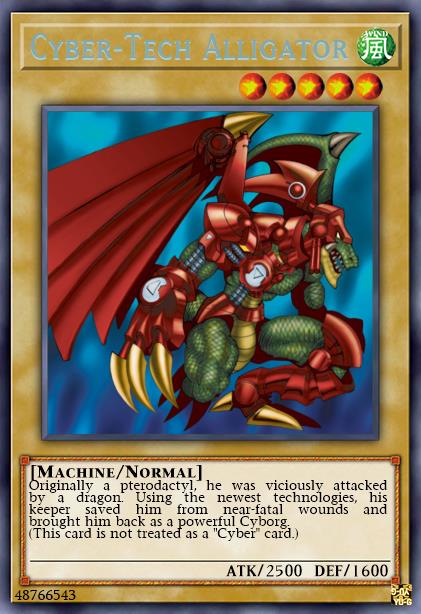 Cyber-Tech Alligator
WIND
風
[Machine/Normal]
Originally a pterodactyl, he was viciously attacked
by a dragon. Using the newest technologies, his
keeper saved him from near-fatal wounds and
brought him back as a powerful Cyborg.
(This card is not treated as a "Cyber" card.)
ATK/2500 DEF/1600
48766543